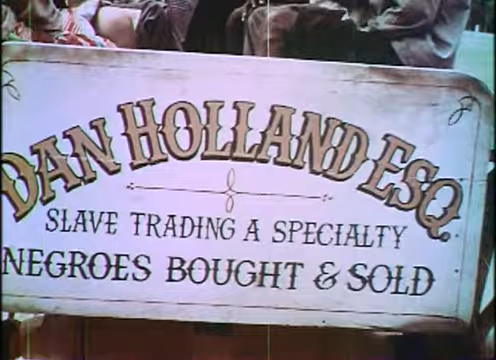 DAN HOLLAND ESQ.
SLAVE TRADING A SPECIALTY
NEGROES BOUGHT & SOLD